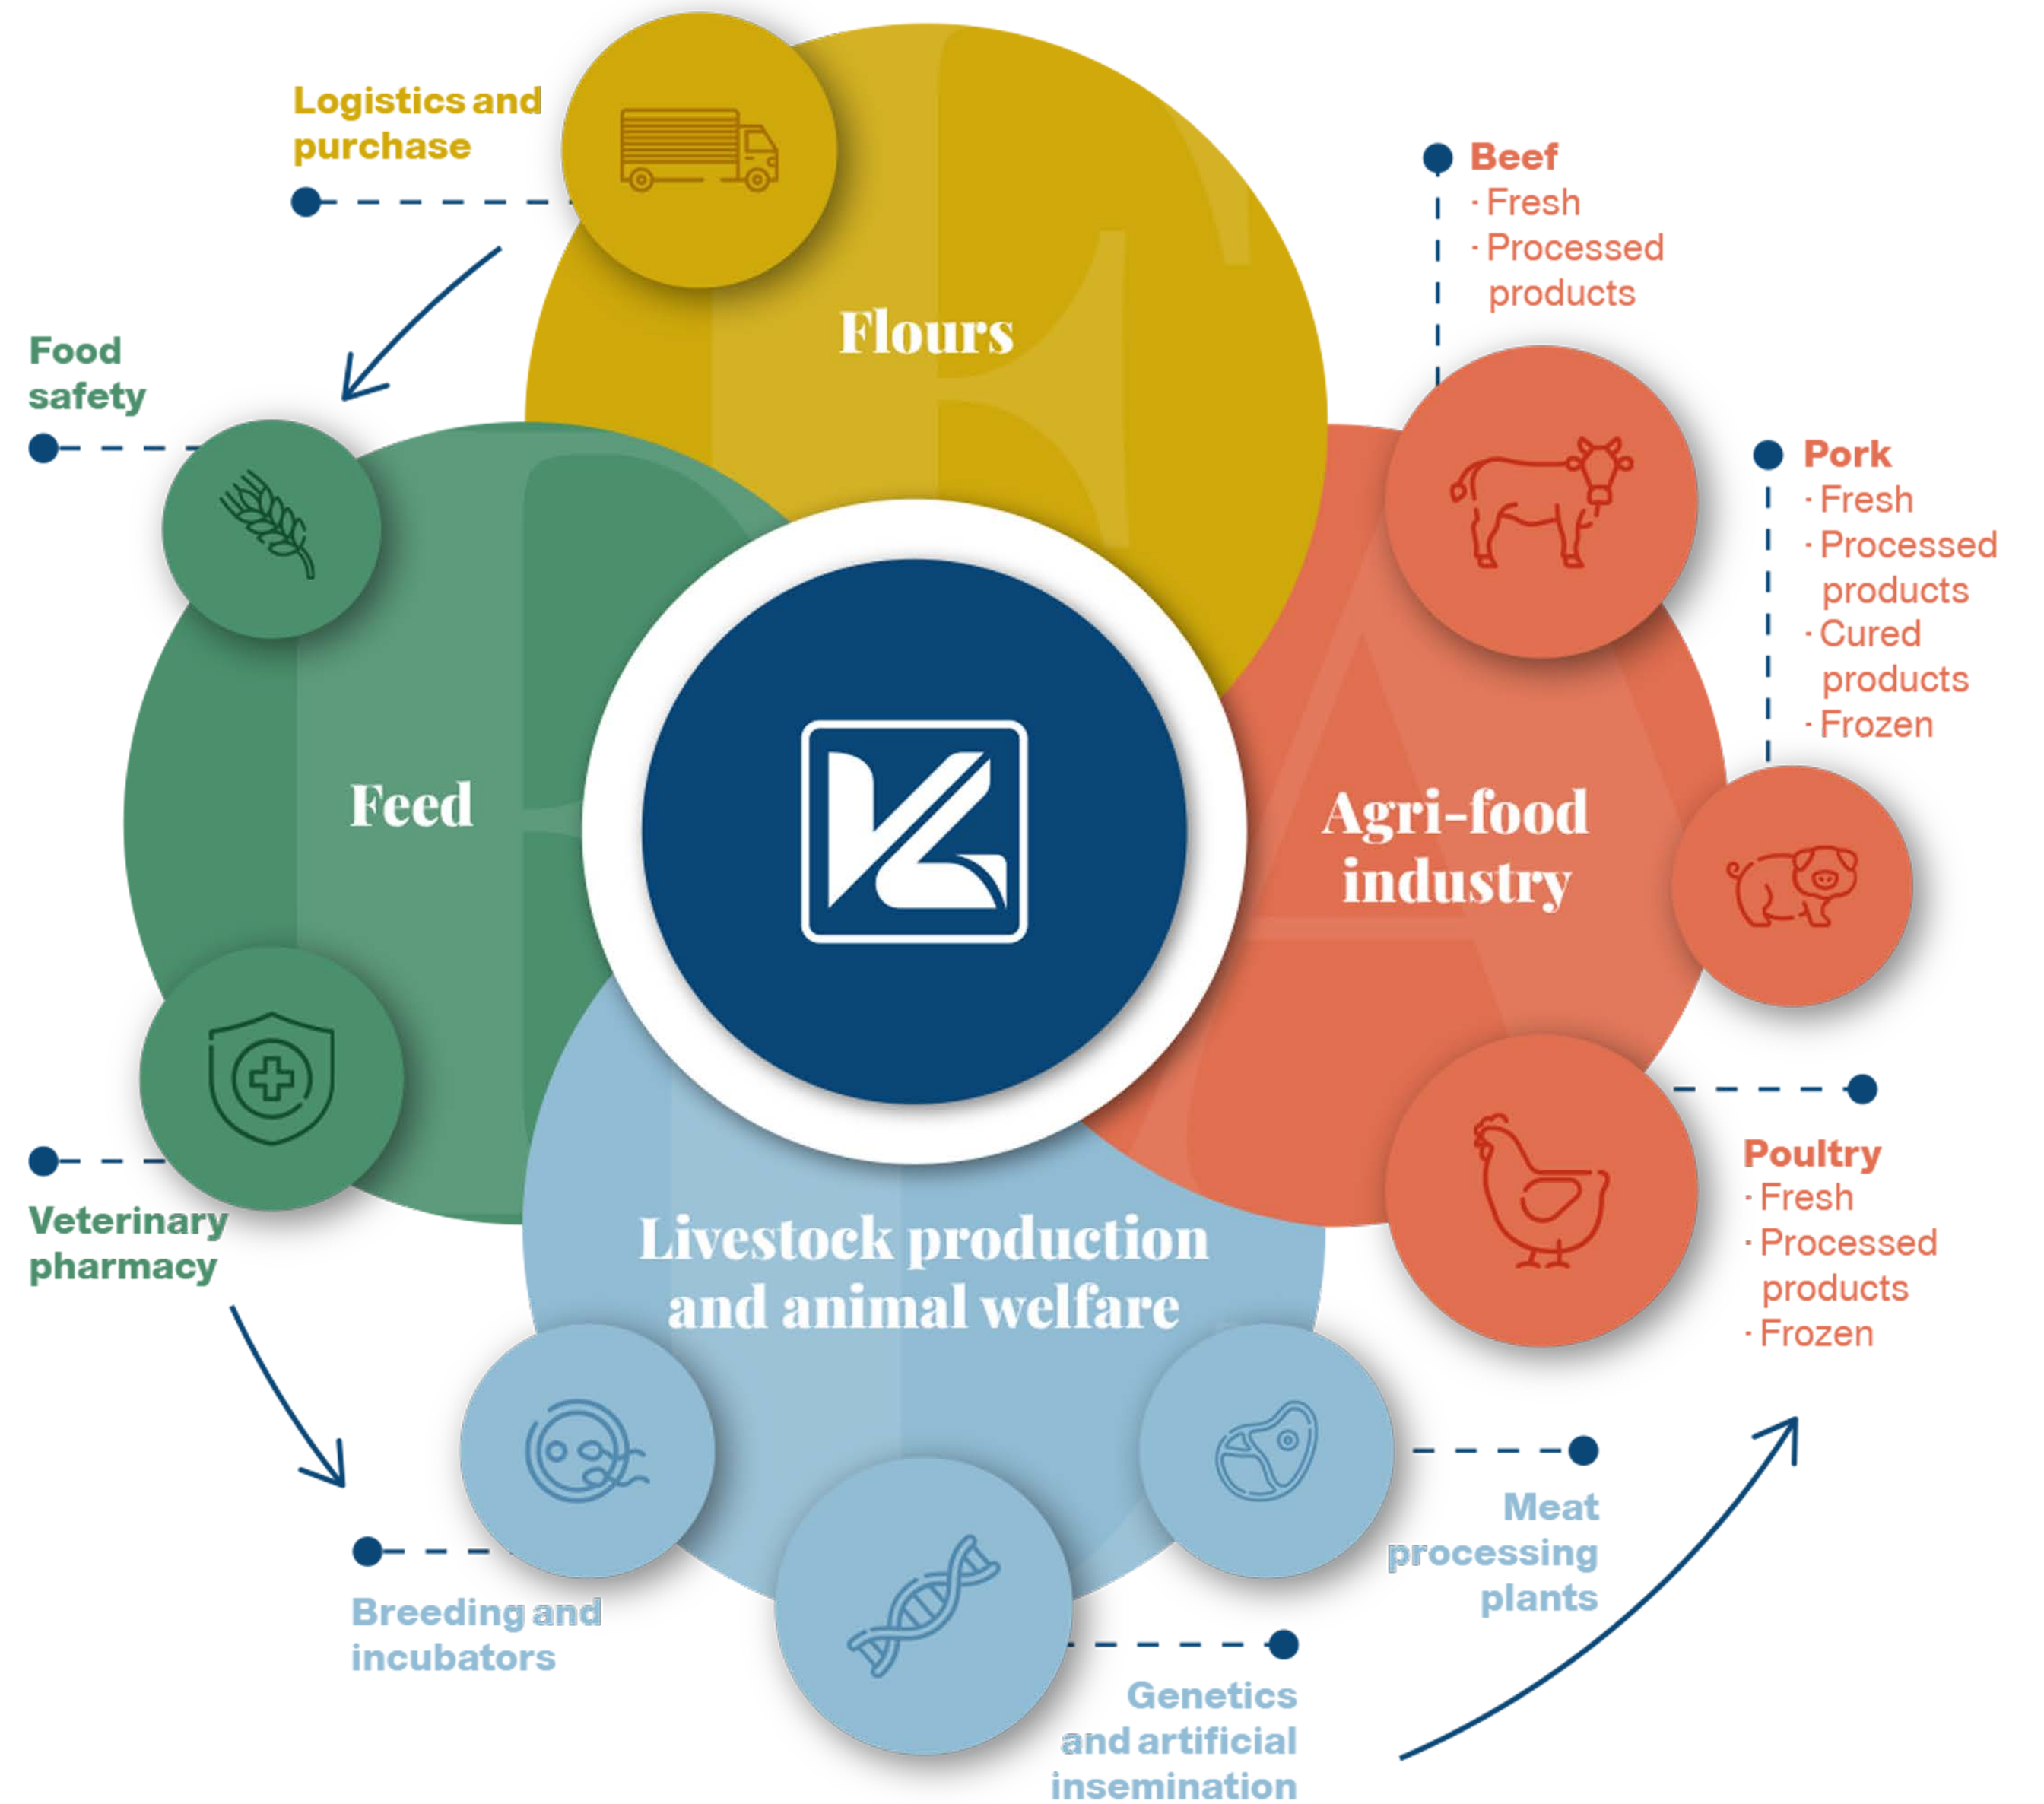 Logistics and
purchase
Flours
Beef
· Fresh
· Processed
products
Food
safety
Pork
· Fresh
· Processed
products
· Cured
products
· Frozen
Feed
Agri-food
industry
Poultry
· Fresh
· Processed
products
· Frozen
Veterinary
pharmacy
Livestock production
and animal welfare
Meat
processing
plants
Breeding and
incubators
Genetics
and artificial
insemination